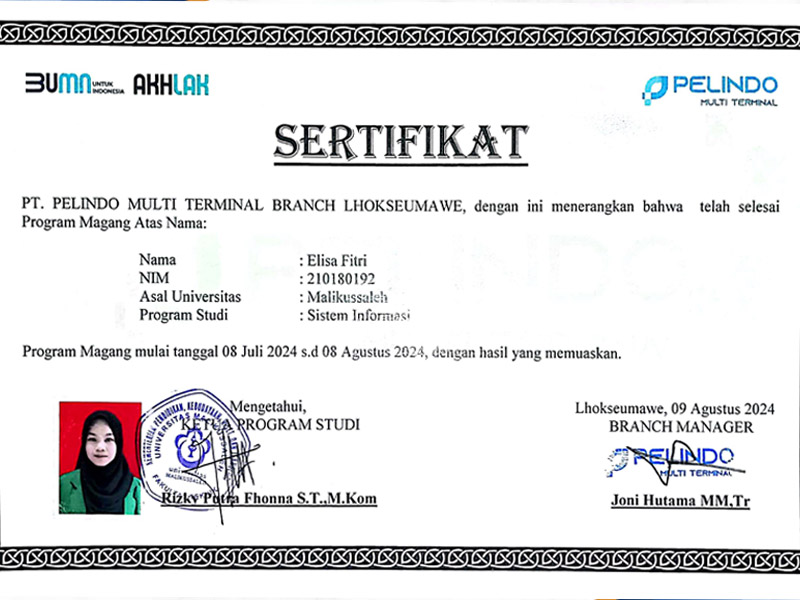 BUMN UNTUK INDONESIA AKHLAK
PELINDO
MULTI TERMINAL
SERTIFIKAT
PT. PELINDO MULTI TERMINAL BRANCH LHOKSEUMAWE, dengan ini menerangkan bahwa telah selesai
Program Magang Atas Nama:
Nama : Elisa Fitri
NIM : 210180192
Asal Universitas : Malikussaleh
Program Studi : Sistem Informasi
Program Magang mulai tanggal 08 Juli 2024 s.d 08 Agustus 2024, dengan hasil yang memuaskan.
Mengetahui,
KETUA PROGRAM STUDI
UNIVERSITAS
MALIKUSSALEH
Rizky Putra Fhonna S.T.,M.Kom
Lhokseumawe, 09 Agustus 2024
BRANCH MANAGER
PELINDO
MULTI TERMINAL
Joni Hutama MM,Tr